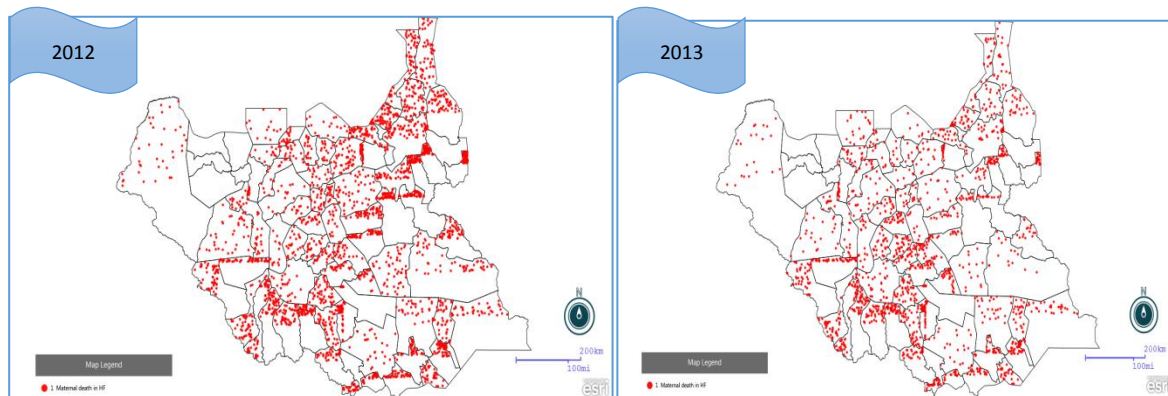 2012
N
200km
100mi
Map Legend
1 Maternal death in HF
esri
2013
N
200km
100mi
Map Legend
1 Maternal death in HF
esri